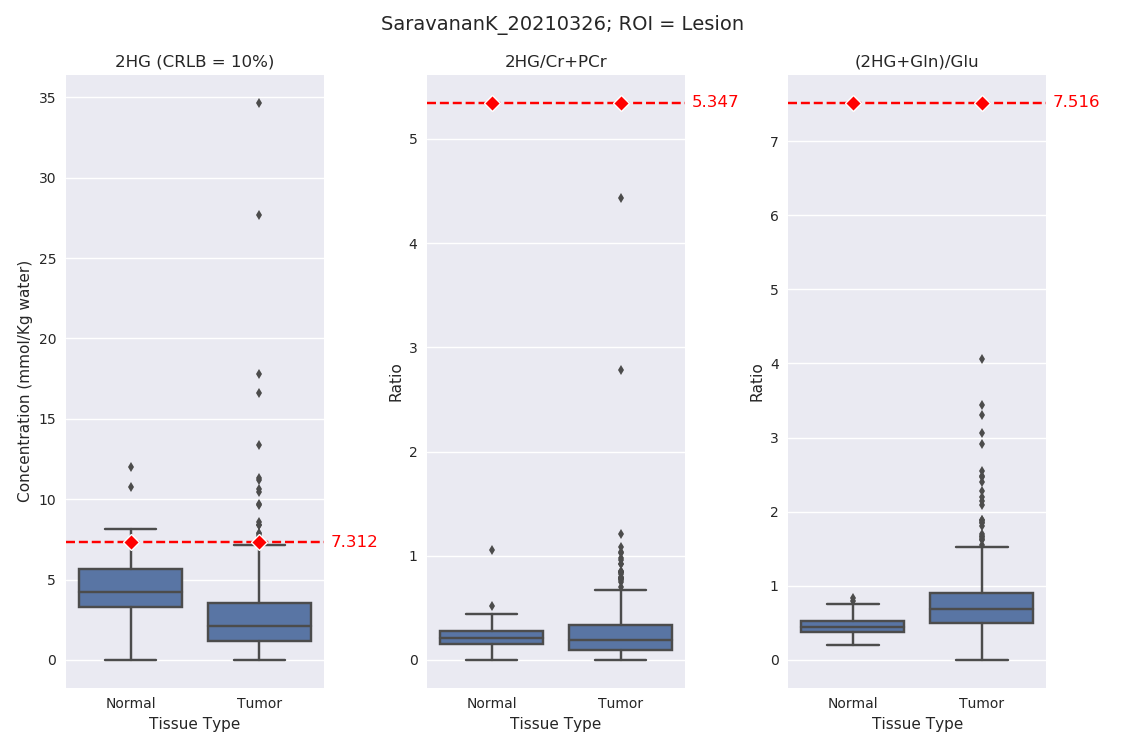 SaravananK_20210326; ROI = Lesion
2HG (CRLB = 10%)
2HG/Cr+PCr
(2HG+Gln)/Glu
Concentration (mmol/Kg water)
35
30
25
20
15
10
5
0
7.312
Normal
Tumor
Tissue Type
Ratio
5
4
3
2
1
0
5.347
Normal
Tumor
Tissue Type
Ratio
7
6
5
4
3
2
1
0
7.516
Normal
Tumor
Tissue Type